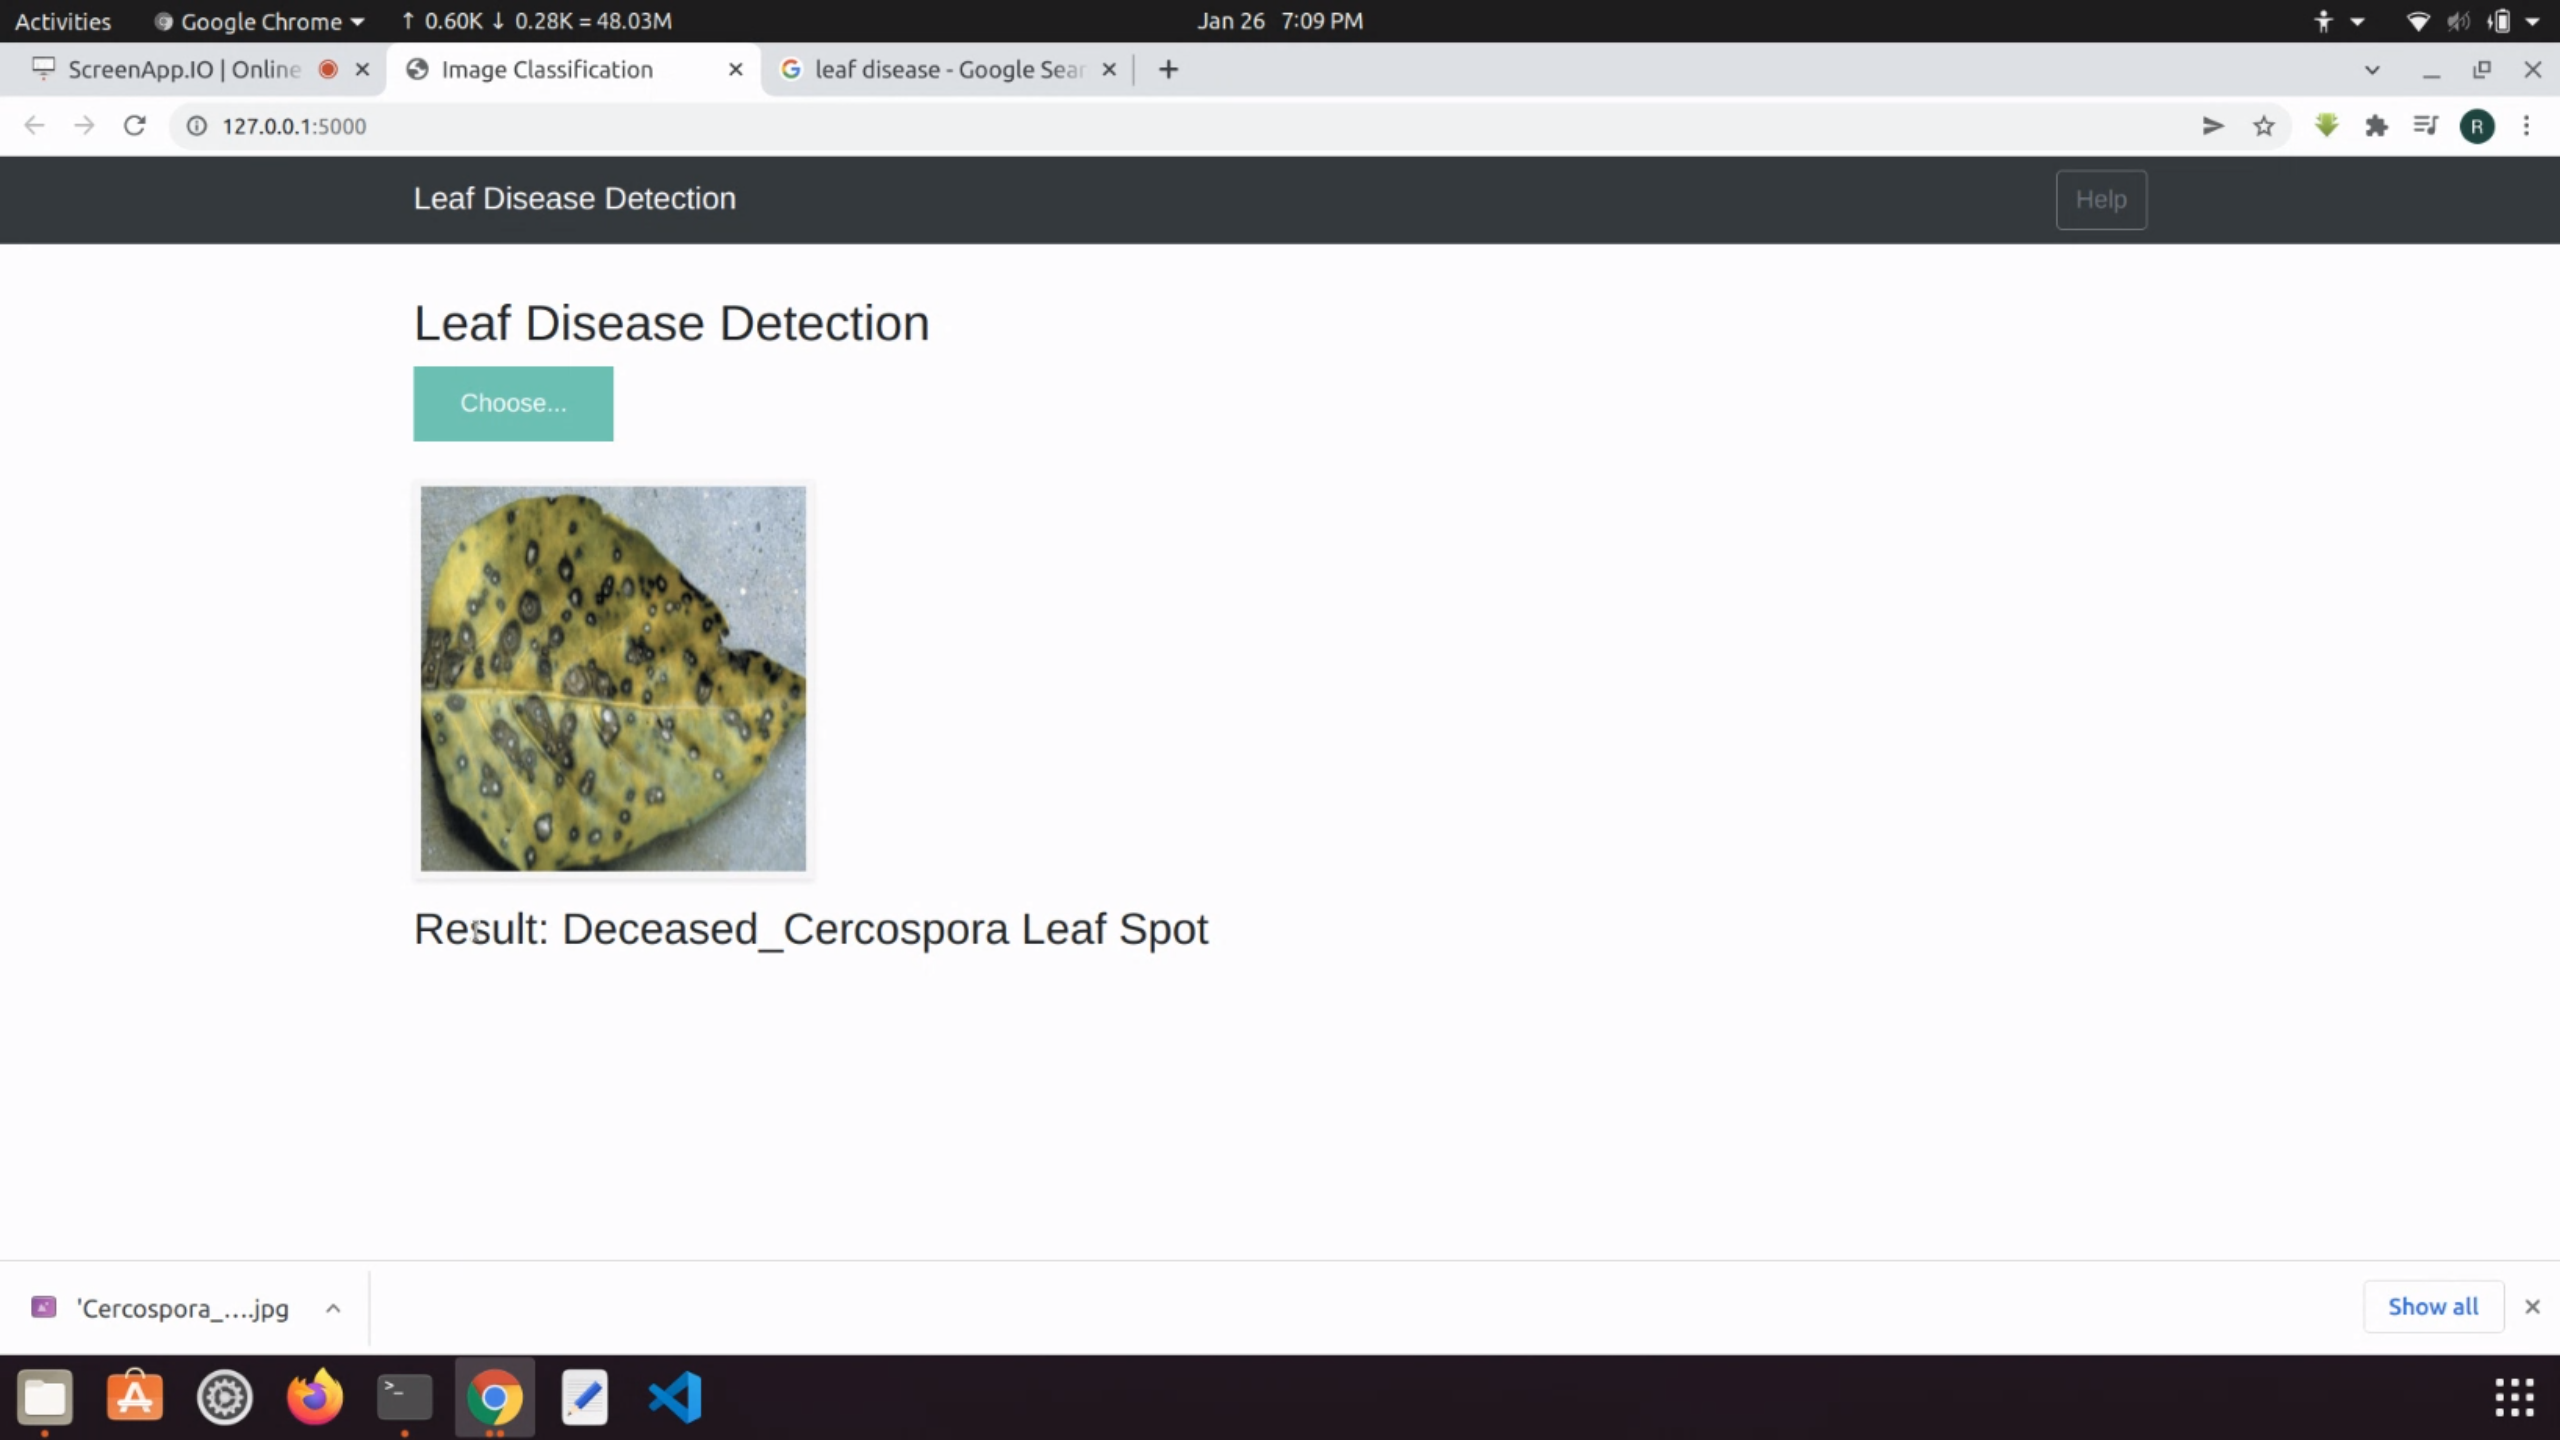 Activities Google Chrome ↑ 0.60K ↓ 0.28K = 48.03M Jan 26 7:09 PM
ScreenApp.IO | Online Image Classification leaf disease - Google Sear
127.0.0.1:5000 R
Leaf Disease Detection Help
Leaf Disease Detection
Choose...
Result: Deceased_Cercospora Leaf Spot
'Cercospora_....jpg Show all